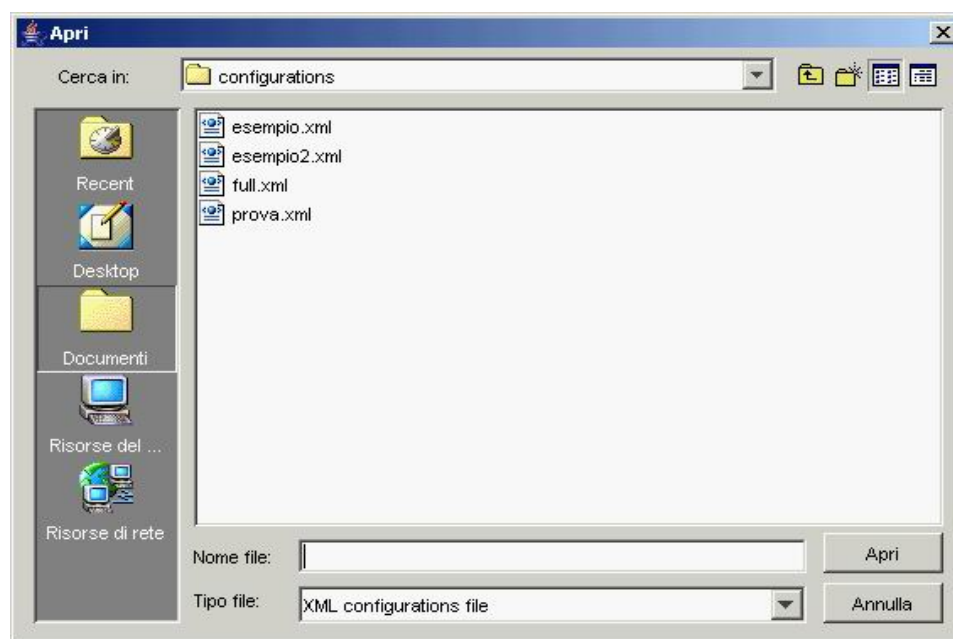 Apri
Cerca in:
configurations
Recent
Desktop
Documenti
Risorse del ...
Risorse di rete
esempio.xml
esempio2.xml
full.xml
prova.xml
Nome file:
Apri
Tipo file:
XML configurations file
Annulla